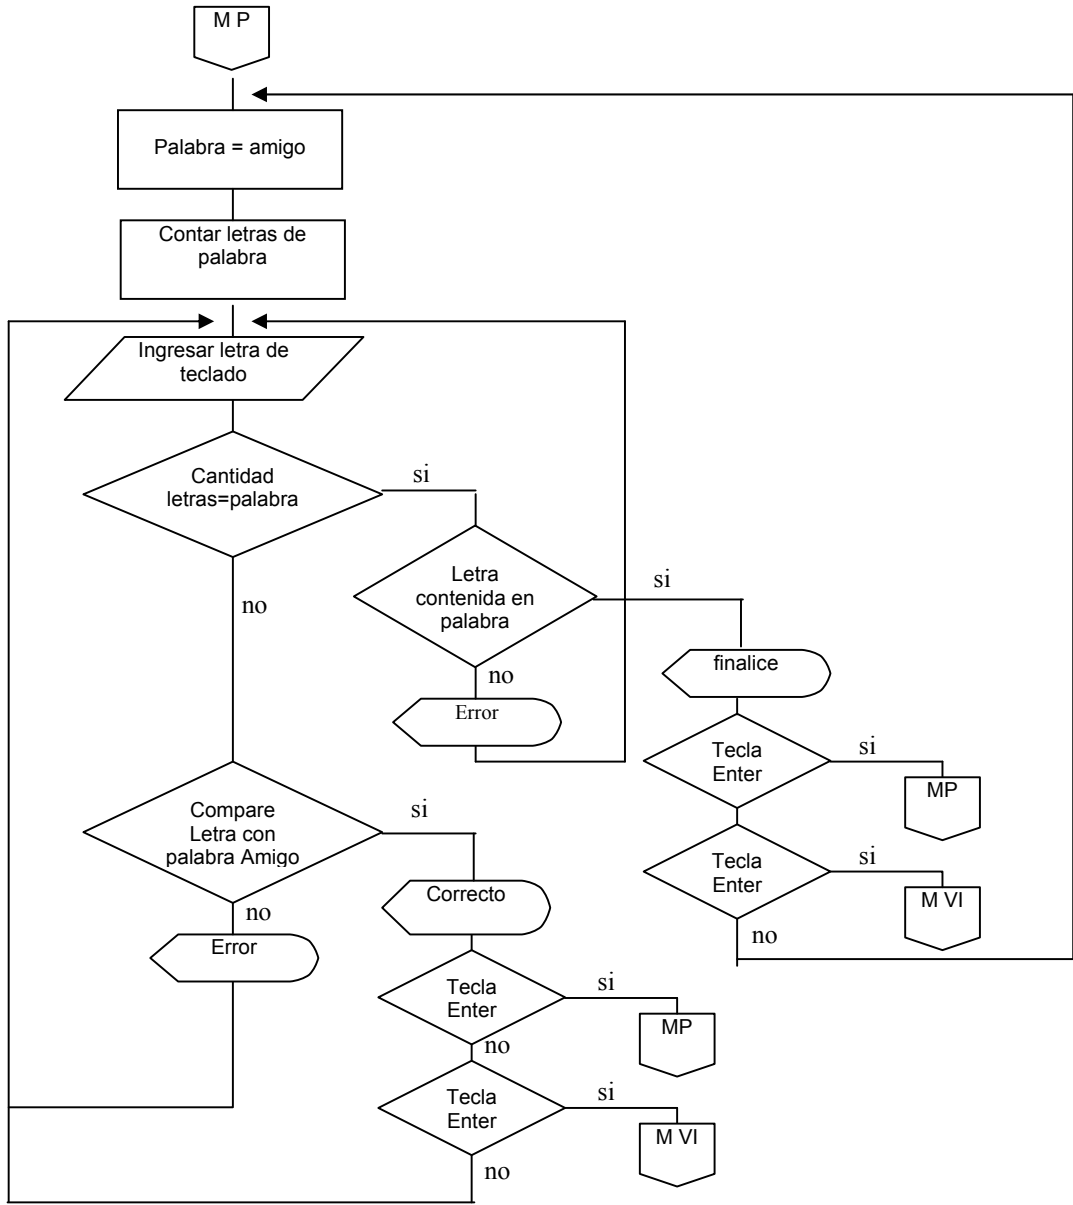 M P
Palabra = amigo
Contar letras de
palabra
Ingresar letra de
teclado
Cantidad
letras=palabra
si
no
Letra
contenida en
palabra
si
no
Error
finalice
Tecla
Enter
si
MP
Tecla
Enter
si
M VI
no
Compare
Letra con
palabra Amigo
si
no
Error
Correcto
Tecla
Enter
si
MP
no
Tecla
Enter
si
M VI
no